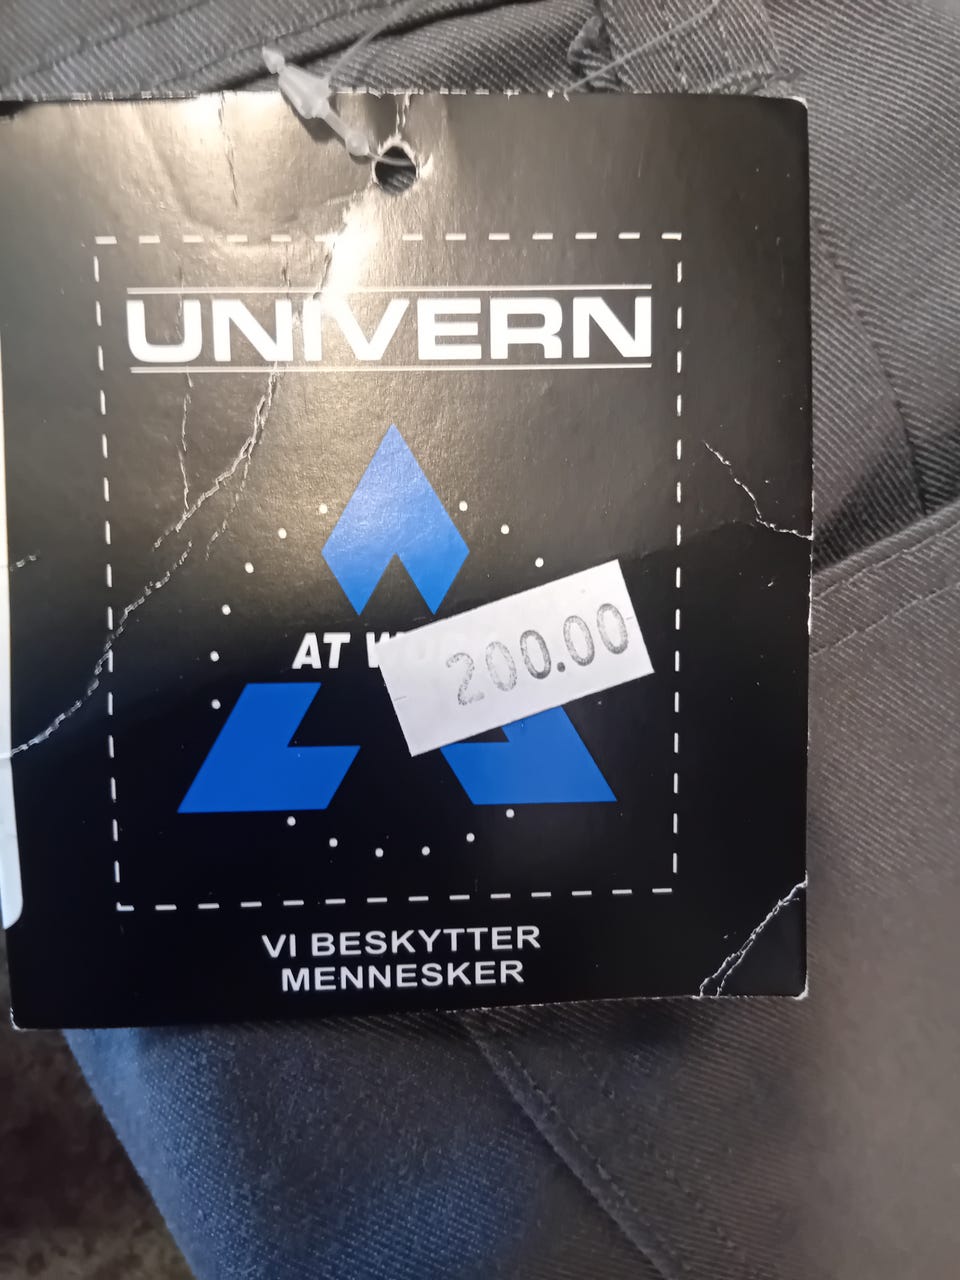 UNIVERN
AT
200.00
VI BESKYTTER
MENNESKER